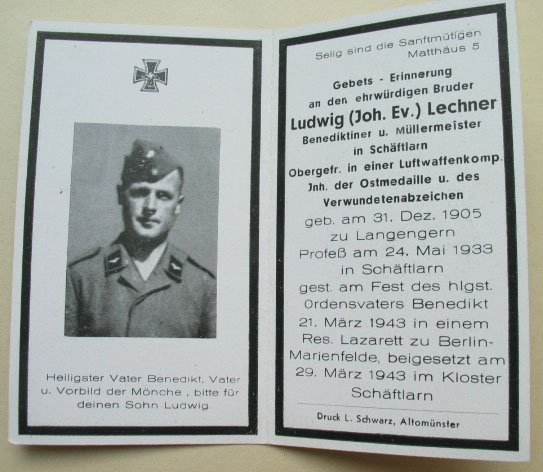 Heiligster Vater Benedikt, Vater
u. Vorbild der Mönche, bitte für
deinen Sohn Ludwig.
Selig sind die Sanftmütigen
Matthäus 5
Gebets - Erinnerung
an den ehrwürdigen Bruder
Ludwig (Joh. Ev.) Lechner
Benediktiner u. Müllermeister
in Schäftlarn
Obergefr. in einer Luftwaffenkomp.
Jnh. der Ostmedaille u. des
Verwundetenabzeichen
geb. am 31. Dez. 1905
zu Langengern
Profeß am 24. Mai 1933
in Schäftlarn
gest. am Fest des hlgst.
Ordensvaters Benedikt
21. März 1943 in einem
Res. Lazarett zu Berlin-
Marienfelde, beigesetzt am
29. März 1943 im Kloster
Schäftlarn
Druck L. Schwarz, Altomünster